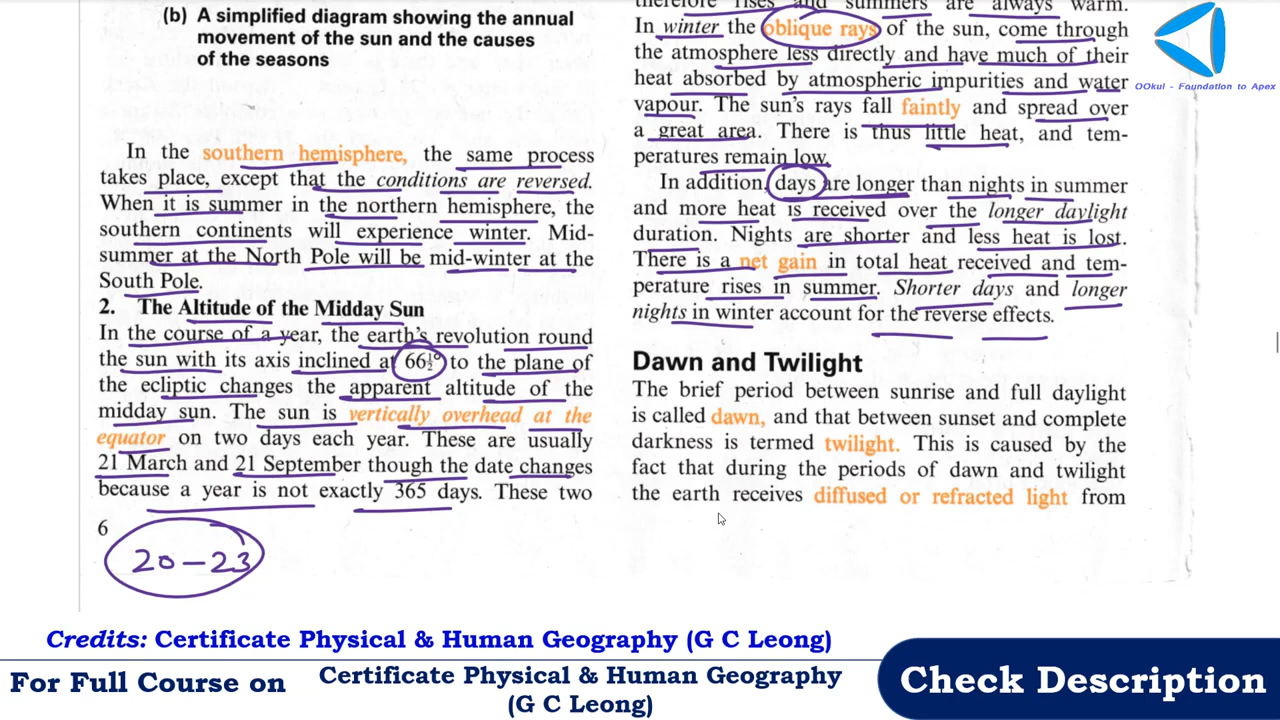 (b) A simplified diagram showing the annual
movement of the sun and the causes
of the seasons
In the southern hemisphere, the same process
takes place, except that the conditions are reversed.
When it is summer in the northern hemisphere, the
southern continents will experience winter. Mid-
summer at the North Pole will be mid-winter at the
South Pole.
2. The Altitude of the Midday Sun
In the course of a year, the earth's revolution round
the sun with its axis inclined at 66½° to the plane of
the ecliptic changes the apparent altitude of the
midday sun. The sun is vertically overhead at the
equator on two days each year. These are usually
21 March and 21 September though the date changes
because a year is not exactly 365 days. These two
6
20-23
therefore rises and summers are always warm.
In winter the oblique rays of the sun, come through
the atmosphere less directly and have much of their
heat absorbed by atmospheric impurities and water
vapour. The sun's rays fall faintly and spread over
a great area. There is thus little heat, and tem-
peratures remain low.
In addition, days are longer than nights in summer
and more heat is received over the longer daylight
duration. Nights are shorter and less heat is lost.
There is a net gain in total heat received and tem-
perature rises in summer. Shorter days and longer
nights in winter account for the reverse effects.
Dawn and Twilight
The brief period between sunrise and full daylight
is called dawn, and that between sunset and complete
darkness is termed twilight. This is caused by the
fact that during the periods of dawn and twilight
the earth receives diffused or refracted light from
OOkul - Foundation to Apex
Credits: Certificate Physical & Human Geography (G C Leong)
For Full Course on
Certificate Physical & Human Geography
(G C Leong)
Check Description